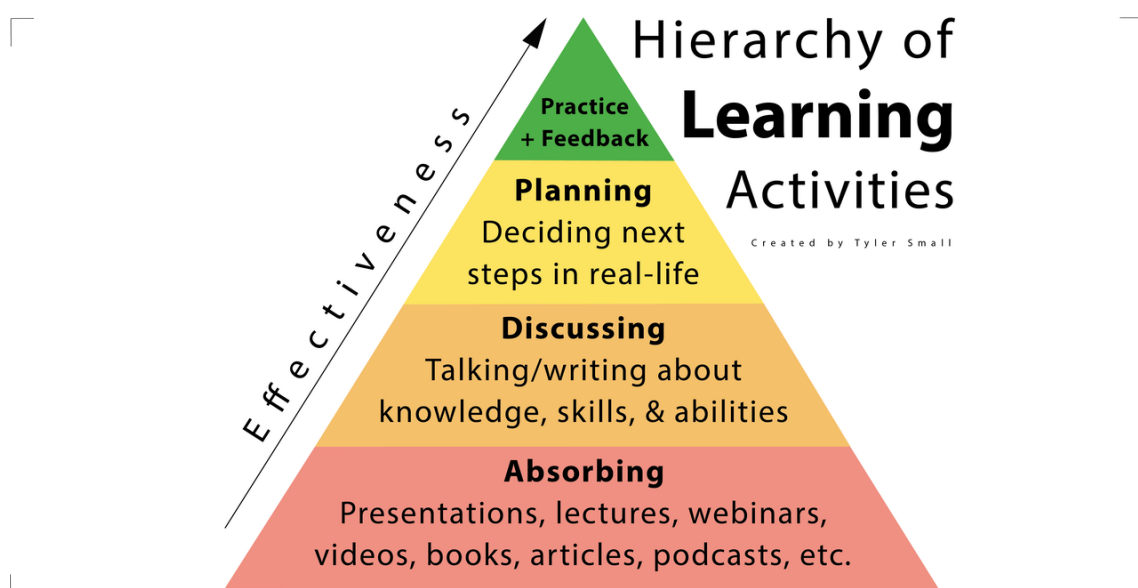 Hierarchy of
Learning
Activities
Created by Tyler Small
Effectiveness
Practice
+ Feedback
Planning
Deciding next
steps in real-life
Discussing
Talking/writing about
knowledge, skills, & abilities
Absorbing
Presentations, lectures, webinars,
videos, books, articles, podcasts, etc.